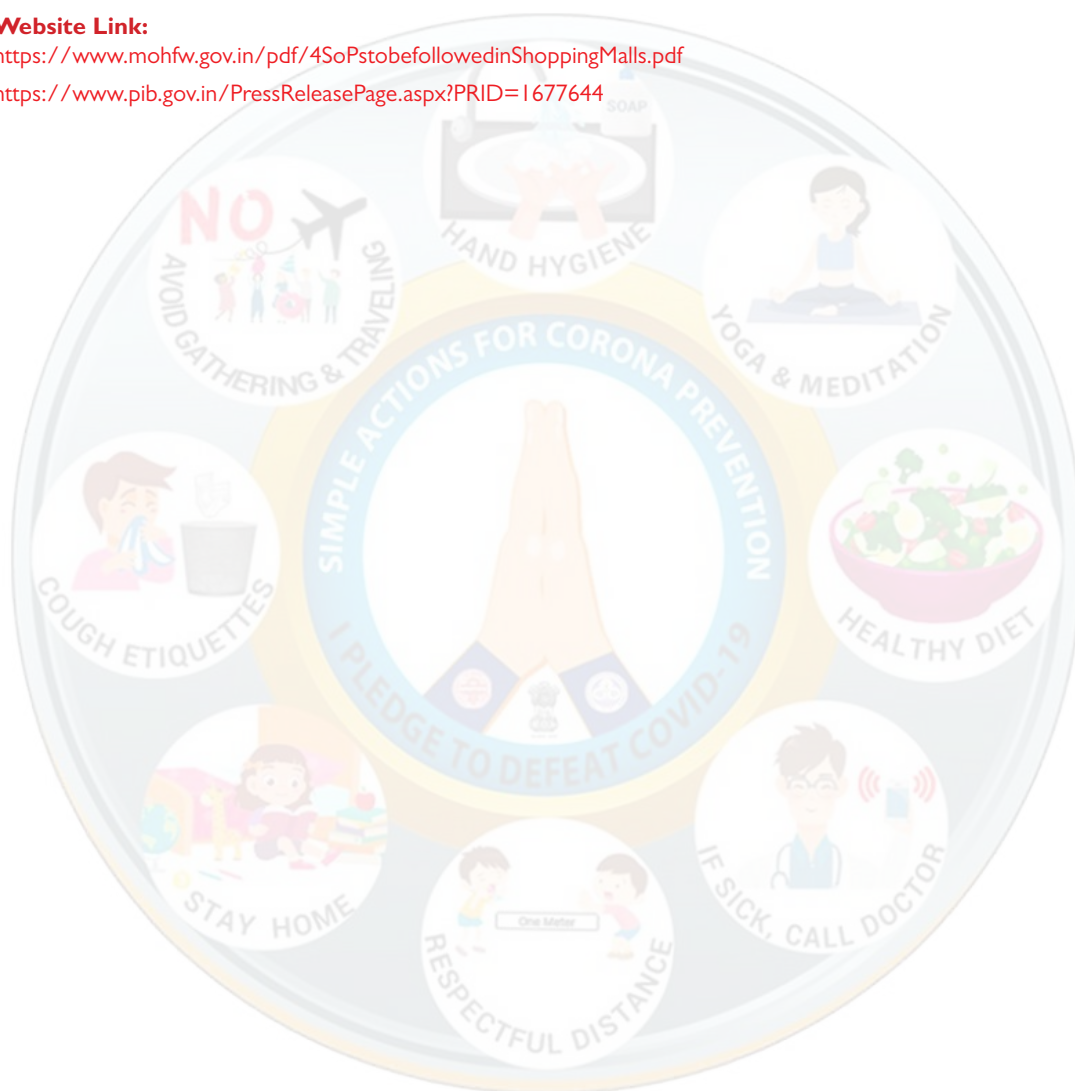 Website Link:
https://www.mohfw.gov.in/pdf/4SoPstobefollowedinShoppingMalls.pdf
https://www.pib.gov.in/PressReleasePage.aspx?PRID=1677644
SOAP
HAND HYGIENE
NO
AVOID GATHERING & TRAVELING
YOGA & MEDITATION
SIMPLE ACTIONS FOR CORONA PREVENTION
I PLEDGE TO DEFEAT COVID-19
COUGH ETIQUETTES
HEALTHY DIET
STAY HOME
IF SICK, CALL DOCTOR
One Meter
RESPECTFUL DISTANCE